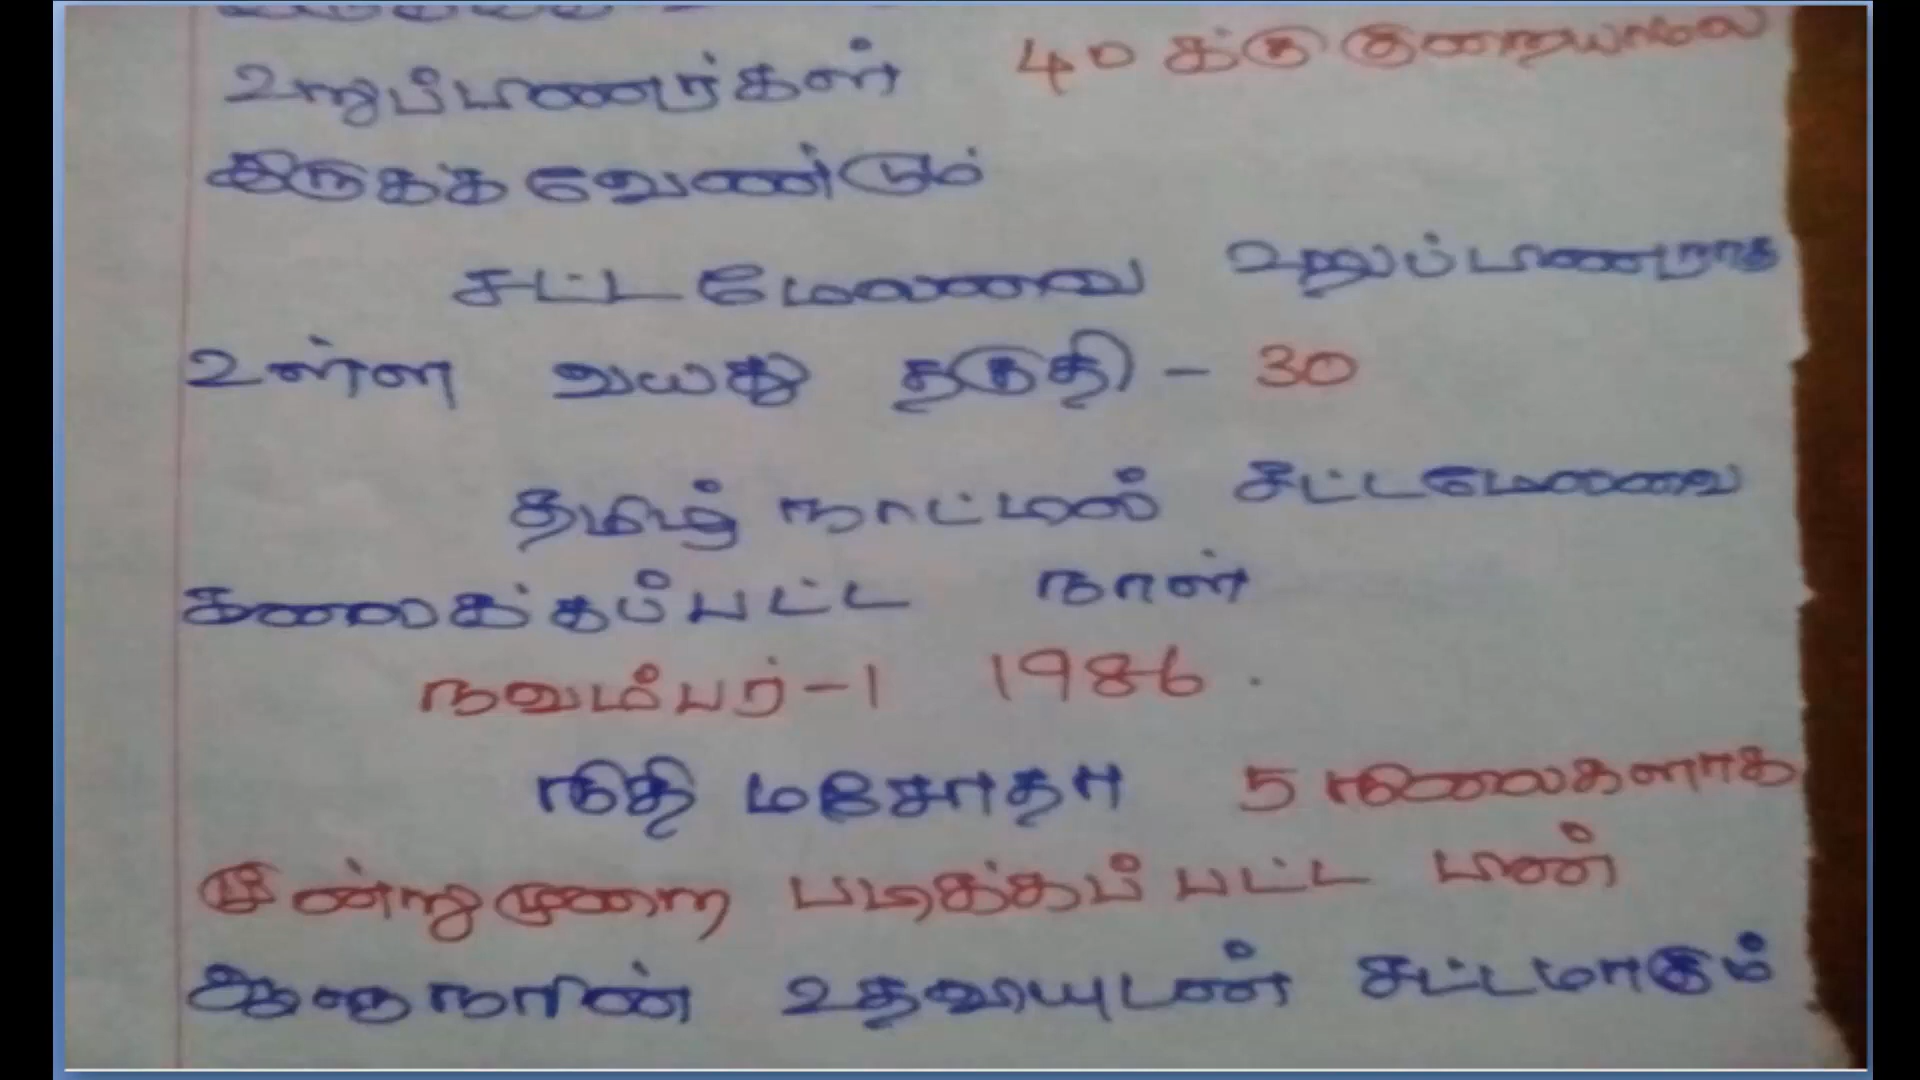 உறுப்பினர்கள் 40 க்கு குறையாமல்
இருக்க வேண்டும்
சட்ட மேலவை உறுப்பினராக
உள்ள வயது தகுதி - 30
தமிழ் நாட்டில் சட்டமேலவை
கலைக்கப்பட்ட நாள்
நவம்பர் - 1 1986.
நிதி மசோதா 5 நிலைகளாக
மூன்றுமுறை படிக்கப்பட்ட பின்
ஆளுநரின் உதவியுடன் சட்டமாகும்